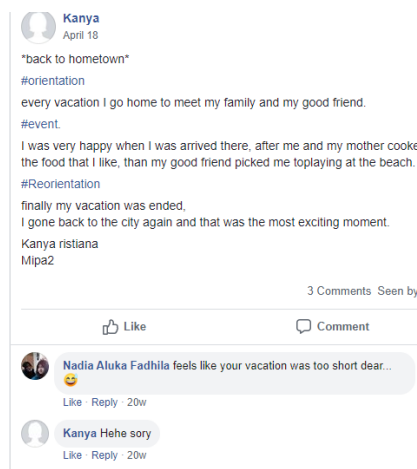 Kanya
April 18
*back to hometown*
#orientation
every vacation I go home to meet my family and my good friend.
#event.
I was very happy when I was arrived there, after me and my mother cooke
the food that I like, than my good friend picked me toplaying at the beach.
#Reorientation
finally my vacation was ended,
I gone back to the city again and that was the most exciting moment.
Kanya ristiana
Mipa2
3 Comments Seen by
Like Comment
Nadia Aluka Fadhila feels like your vacation was too short dear...
😅
Like · Reply · 20w
Kanya Hehe sory
Like · Reply · 20w